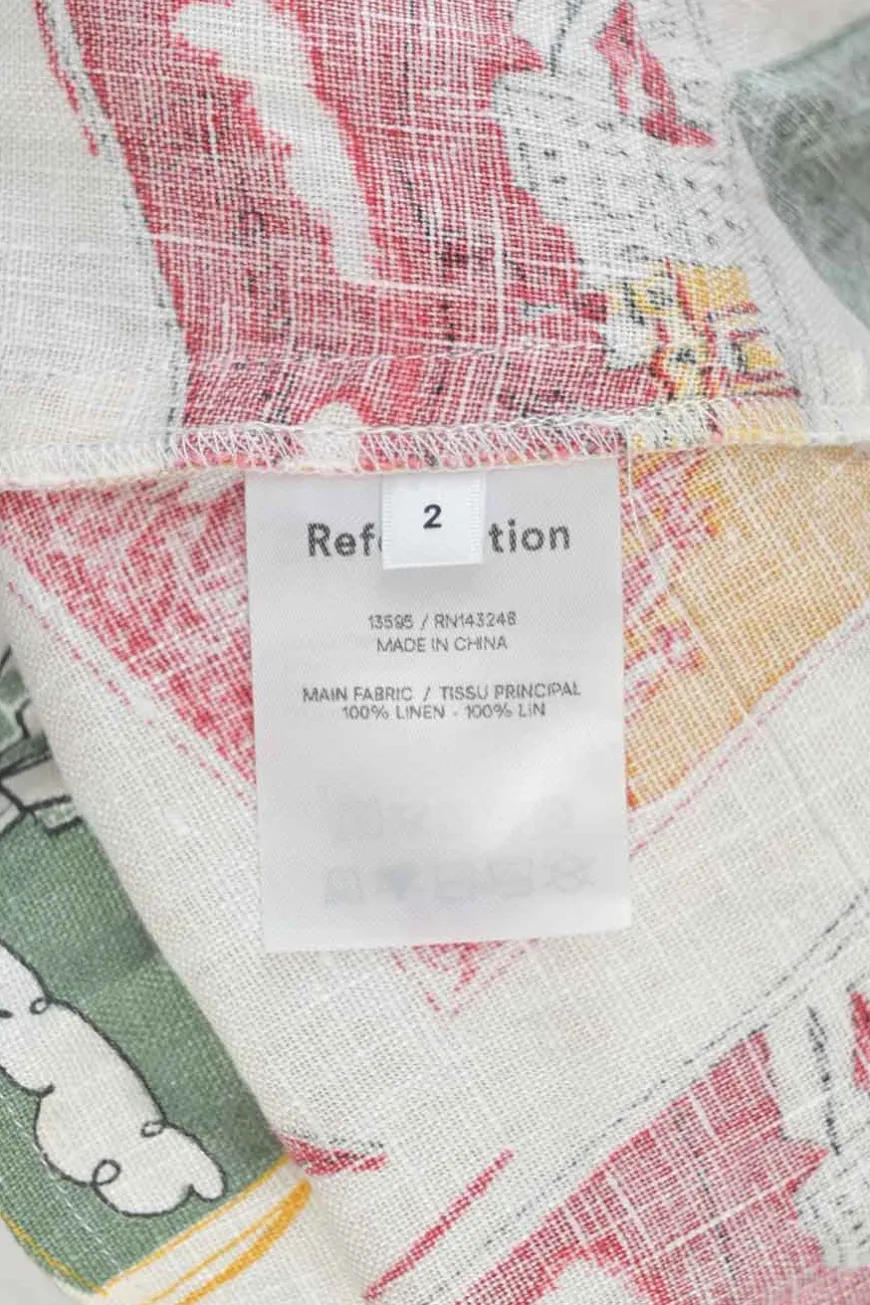 2
Ref tion
13595 / RN143248
MADE IN CHINA
MAIN FABRIC / TISSU PRINCIPAL
100% LINEN - 100% LIN